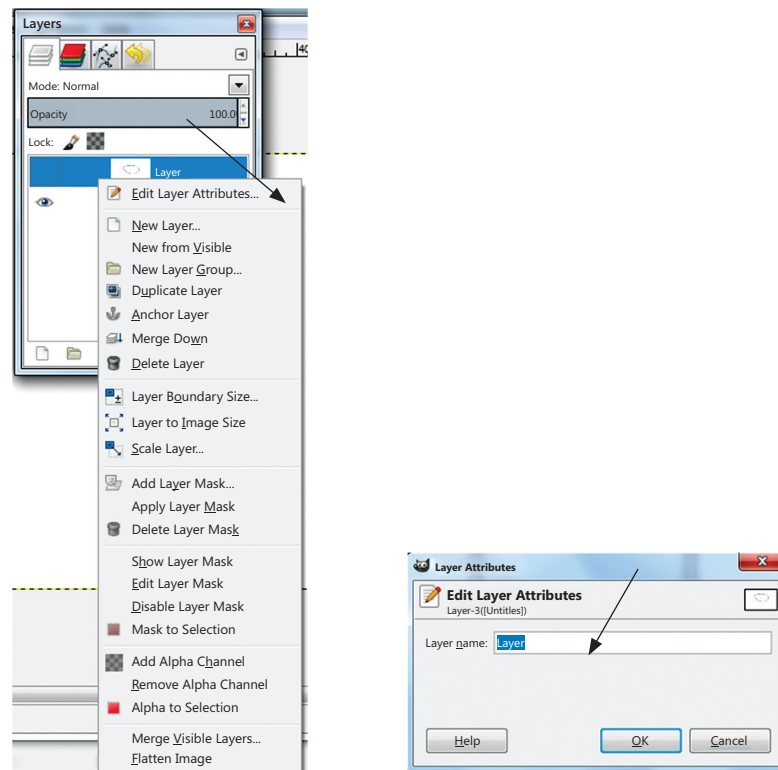 Layers
Mode: Normal
Opacity 100.0
Lock:
Layer
Edit Layer Attributes...
New Layer...
New from Visible
New Layer Group...
Duplicate Layer
Anchor Layer
Merge Down
Delete Layer
Layer Boundary Size...
Layer to Image Size
Scale Layer...
Add Layer Mask...
Apply Layer Mask
Delete Layer Mask
Show Layer Mask
Edit Layer Mask
Disable Layer Mask
Mask to Selection
Add Alpha Channel
Remove Alpha Channel
Alpha to Selection
Merge Visible Layers...
Flatten Image
Layer Attributes
Edit Layer Attributes
Layer-3([Untitles])
Layer name: Layer
Help OK Cancel